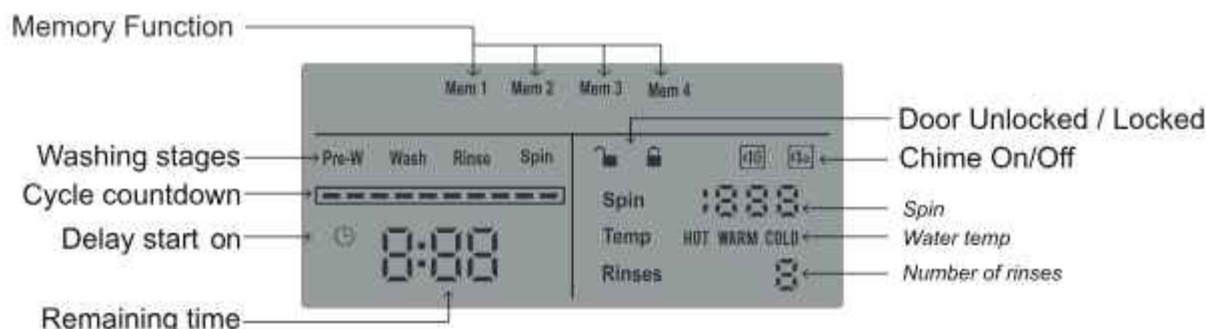 Memory Function
Mem 1 Mem 2 Mem 3 Mem 4
Door Unlocked / Locked
Washing stages
Pre-W Wash Rinse Spin
Chime On/Off
Cycle countdown
Spin 1888
Spin
Delay start on
8:88
Temp HOT WARM COLD
Water temp
Rinses 8
Number of rinses
Remaining time